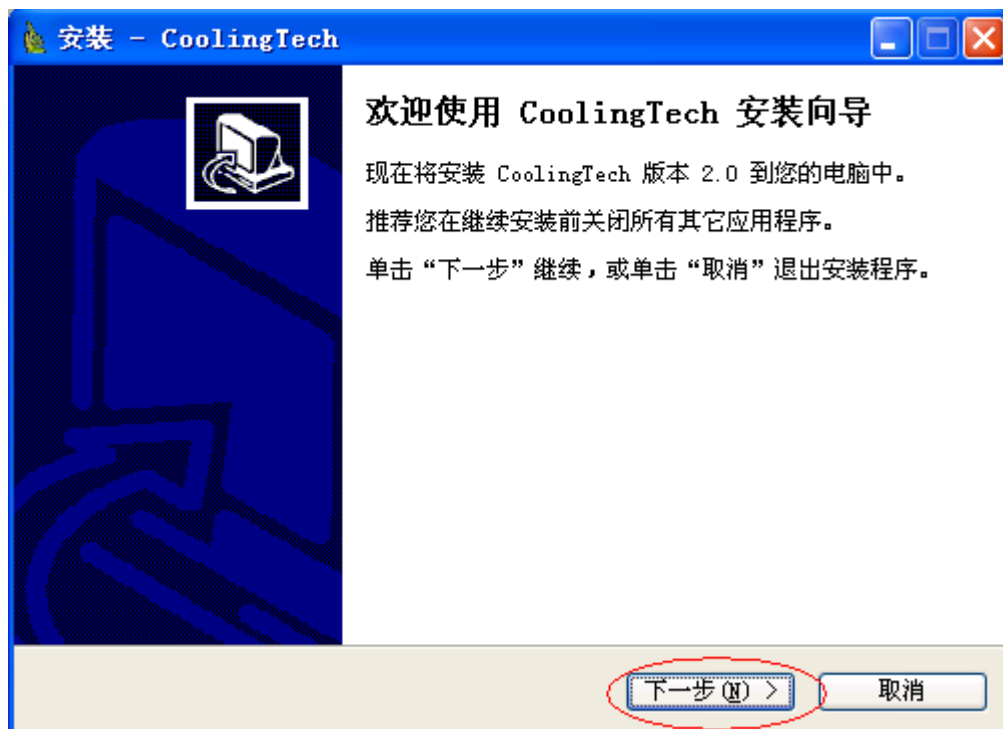 安装 - CoolingTech
欢迎使用 CoolingTech 安装向导
现在将安装 CoolingTech 版本 2.0 到您的电脑中。
推荐您在继续安装前关闭所有其它应用程序。
单击“下一步”继续，或单击“取消”退出安装程序。
下一步(N) >
取消